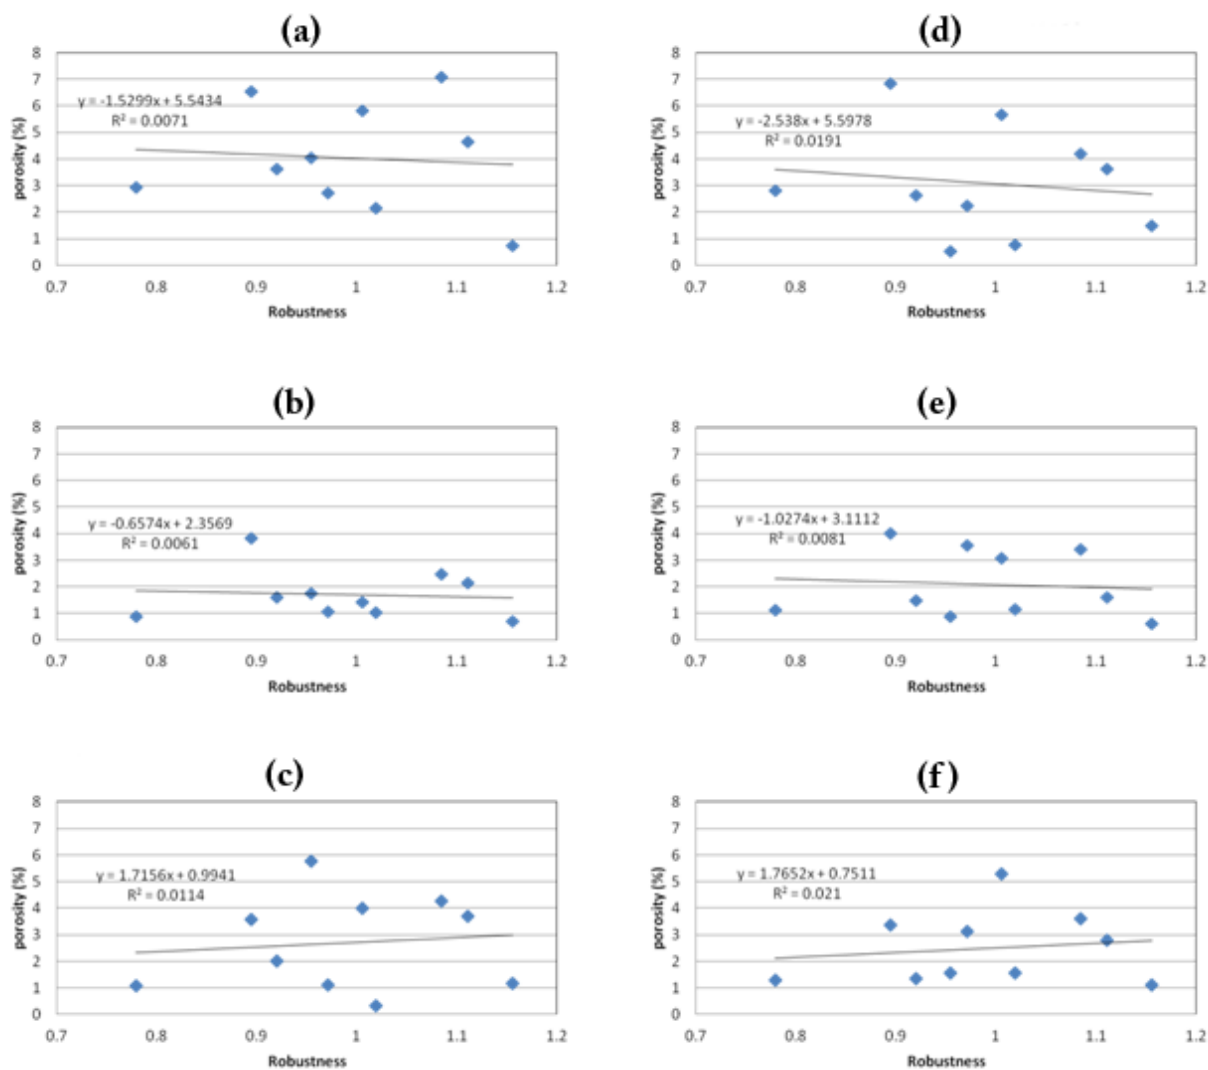 (a)
8
7
6
5
4
3
2
1
0
porosity (%)
y = -1.5299x + 5.5434
R² = 0.0071
0.7 0.8 0.9 1 1.1 1.2
Robustness
(d)
8
7
6
5
4
3
2
1
0
porosity (%)
y = -2.538x + 5.5978
R² = 0.0191
0.7 0.8 0.9 1 1.1 1.2
Robustness
(b)
8
7
6
5
4
3
2
1
0
porosity (%)
y = -0.6574x + 2.3569
R² = 0.0061
0.7 0.8 0.9 1 1.1 1.2
Robustness
(e)
8
7
6
5
4
3
2
1
0
porosity (%)
y = -1.0274x + 3.1112
R² = 0.0081
0.7 0.8 0.9 1 1.1 1.2
Robustness
(c)
8
7
6
5
4
3
2
1
0
porosity (%)
y = 1.7156x + 0.9941
R² = 0.0114
0.7 0.8 0.9 1 1.1 1.2
Robustness
(f)
8
7
6
5
4
3
2
1
0
porosity (%)
y = 1.7652x + 0.7511
R² = 0.021
0.7 0.8 0.9 1 1.1 1.2
Robustness